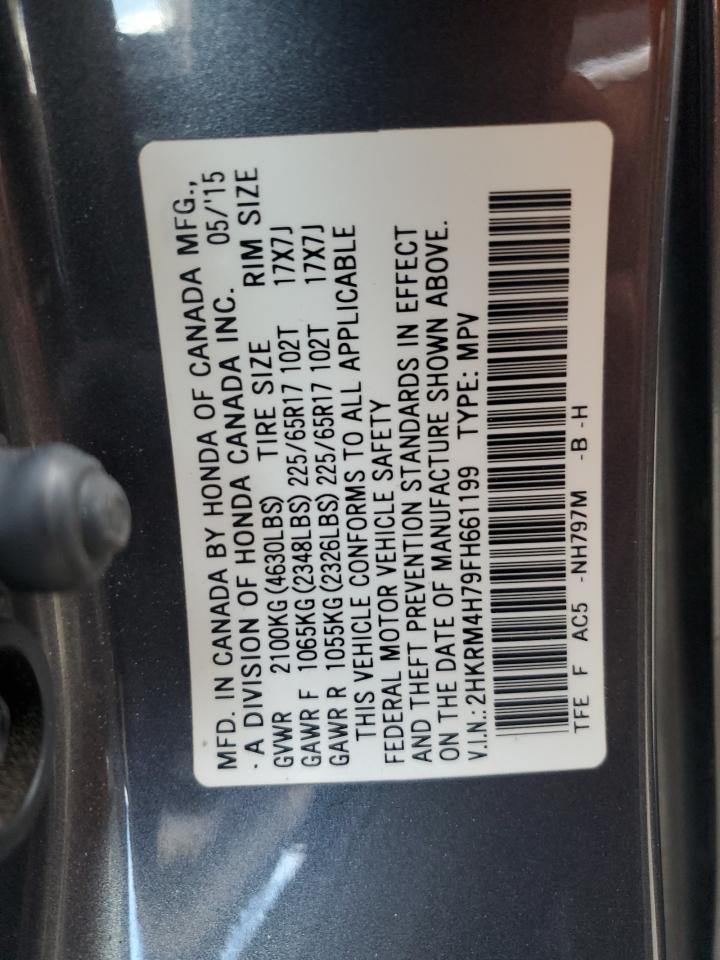 MFD. IN CANADA BY HONDA OF CANADA MFG.,
· A DIVISION OF HONDA CANADA INC. 05/'15
GVWR 2100KG(4630LBS) TIRE SIZE RIM SIZE
GAWR F 1065KG(2348LBS) 225/65R17 102T 17X7J
GAWR R 1055KG(2326LBS) 225/65R17 102T 17X7J
THIS VEHICLE CONFORMS TO ALL APPLICABLE
FEDERAL MOTOR VEHICLE SAFETY
AND THEFT PREVENTION STANDARDS IN EFFECT
ON THE DATE OF MANUFACTURE SHOWN ABOVE.
V.I.N.:2HKRM4H79FH661199 TYPE: MPV
TFE F AC5 -NH797M -B -H